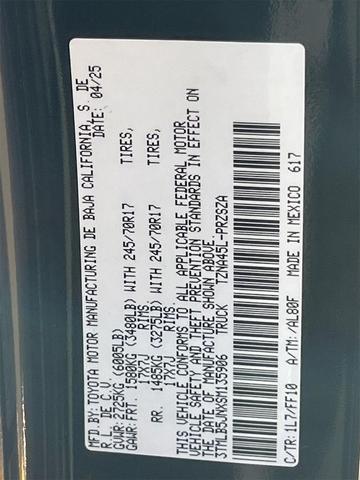 MFD.BY: TOYOTA MOTOR MANUFACTURING DE BAJA CALIFORNIA, S. DE
R.L. DE C.V. DATE: 04/25
GVWR: 2725KG (6005LB)
GAWR: FRT. 1580KG (3480LB) WITH 245/70R17 TIRES,
17X7J RIMS
RR. 1485KG (3275LB) WITH 245/70R17 TIRES,
17X7J RIMS
THIS VEHICLE CONFORMS TO ALL APPLICABLE FEDERAL MOTOR
VEHICLE SAFETY AND THEFT PREVENTION STANDARDS IN EFFECT ON
THE DATE OF MANUFACTURE SHOWN ABOVE.
3TMLB5JNXSM135906 TRUCK TZNA45L-PRZSZA
C/TR: 1L7/FF10 A/TM: /AL80F MADE IN MEXICO 617